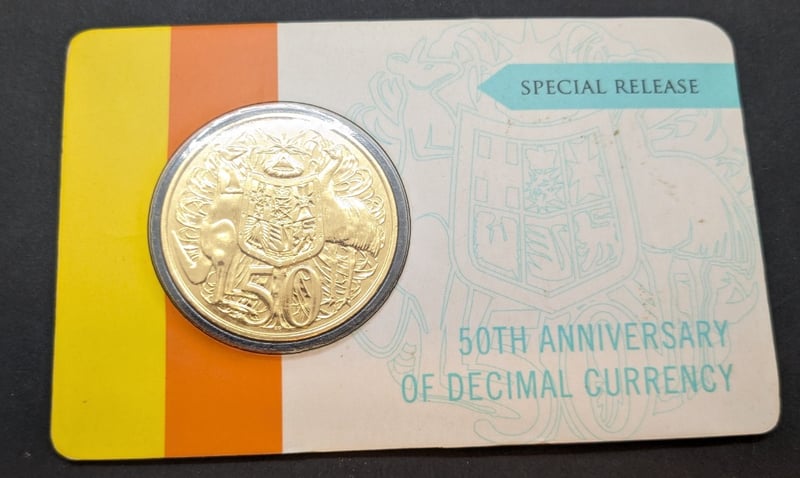 SPECIAL RELEASE
50
50TH ANNIVERSARY
OF DECIMAL CURRENCY